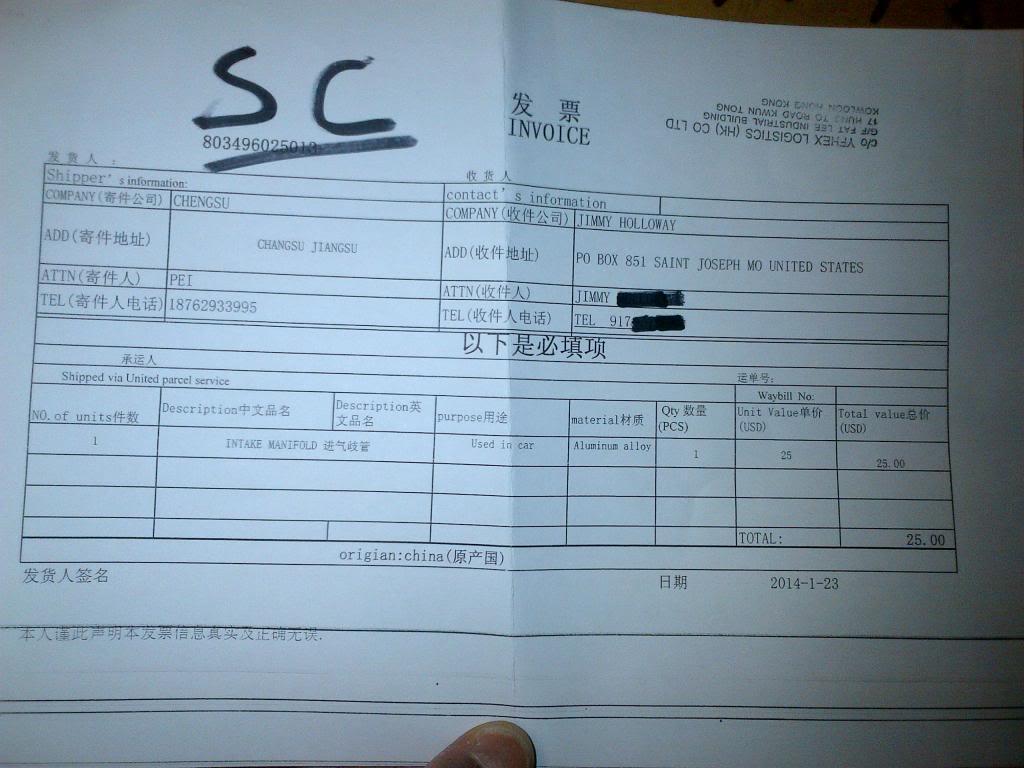 SC
803496025013
发 票
INVOICE
c/o YFHEX LOGISTICS (HK) CO LTD
G/F FAT LEE INDUSTRIAL BUILDING
17 HUNG TO ROAD KWUN TONG
KOWLOON HONG KONG
发货人 : 收货人
Shipper's information: contact's information
COMPANY(寄件公司) CHENGSU COMPANY(收件公司) JIMMY HOLLOWAY
ADD(寄件地址) CHANGSU JIANGSU ADD(收件地址) PO BOX 851 SAINT JOSEPH MO UNITED STATES
ATTN(寄件人) PEI ATTN(收件人) JIMMY
TEL(寄件人电话) 18762933995 TEL(收件人电话) TEL 917
以下是必填项
承运人 运单号:
Shipped via United parcel service Waybill No:
NO.of units件数 Description中文品名 Description英文品名 purpose用途 material材质 Qty 数量 (PCS) Unit Value单价 (USD) Total value总价 (USD)
1 INTAKE MANIFOLD 进气歧管 Used in car Aluminum alloy 1 25 25.00
TOTAL: 25.00
origian:china(原产国)
发货人签名 日期 2014-1-23
本人谨此声明本发票信息真实及正确无误.